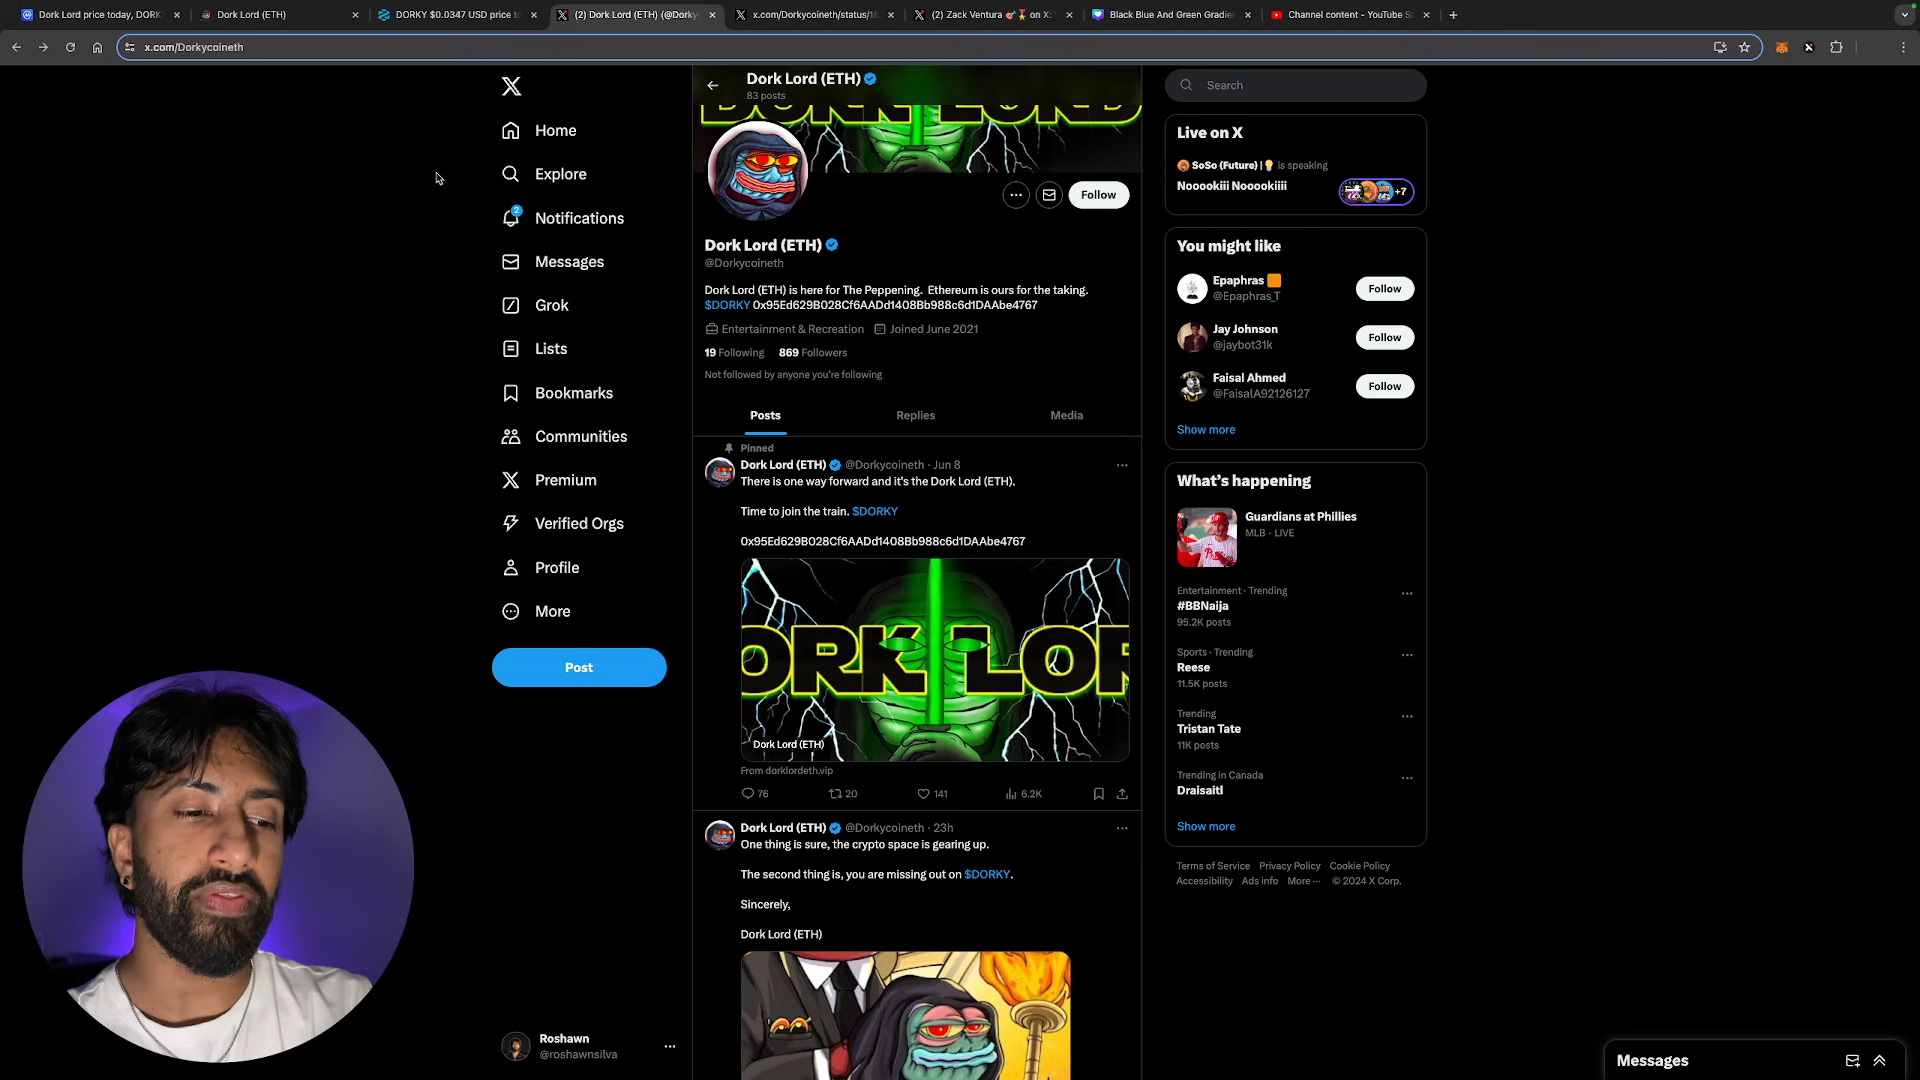 Dork Lord price today, DORK
Dork Lord (ETH)
DORKY $0.0347 USD price to
(2) Dork Lord (ETH) (@Dorky
x.com/Dorkycoineth/status/18
(2) Zack Ventura 🎯🎖️ on X:
Black Blue And Green Gradie
Channel content - YouTube S
x.com/Dorkycoineth
Home
Explore
2
Notifications
Messages
Grok
Lists
Bookmarks
Communities
Premium
Verified Orgs
Profile
More
Post
Roshawn
@roshawnsilva
Dork Lord (ETH)
83 posts
DORK LORD
Follow
Dork Lord (ETH)
@Dorkycoineth
Dork Lord (ETH) is here for The Peppening. Ethereum is ours for the taking.
$DORKY 0x95Ed629B028Cf6AADd1408Bb988c6d1DAAbe4767
Entertainment & Recreation Joined June 2021
19 Following 869 Followers
Not followed by anyone you're following
Posts Replies Media
Pinned
Dork Lord (ETH) @Dorkycoineth · Jun 8
There is one way forward and it's the Dork Lord (ETH).
Time to join the train. $DORKY
0x95Ed629B028Cf6AADd1408Bb988c6d1DAAbe4767
ORK LOR
Dork Lord (ETH)
From dorklordeth.vip
76 20 141 6.2K
Dork Lord (ETH) @Dorkycoineth · 23h
One thing is sure, the crypto space is gearing up.
The second thing is, you are missing out on $DORKY.
Sincerely,
Dork Lord (ETH)
Search
Live on X
SoSo (Future) | 💡 is speaking
Nooookiii Nooookiiii
+7
You might like
Epaphras 🟧
@Epaphras_T
Follow
Jay Johnson
@jaybot31k
Follow
Faisal Ahmed
@FaisalA92126127
Follow
Show more
What's happening
Guardians at Phillies
MLB · LIVE
Entertainment · Trending
#BBNaija
95.2K posts
Sports · Trending
Reese
11.5K posts
Trending
Tristan Tate
11K posts
Trending in Canada
Draisaitl
Show more
Terms of Service Privacy Policy Cookie Policy
Accessibility Ads info More ··· © 2024 X Corp.
Messages